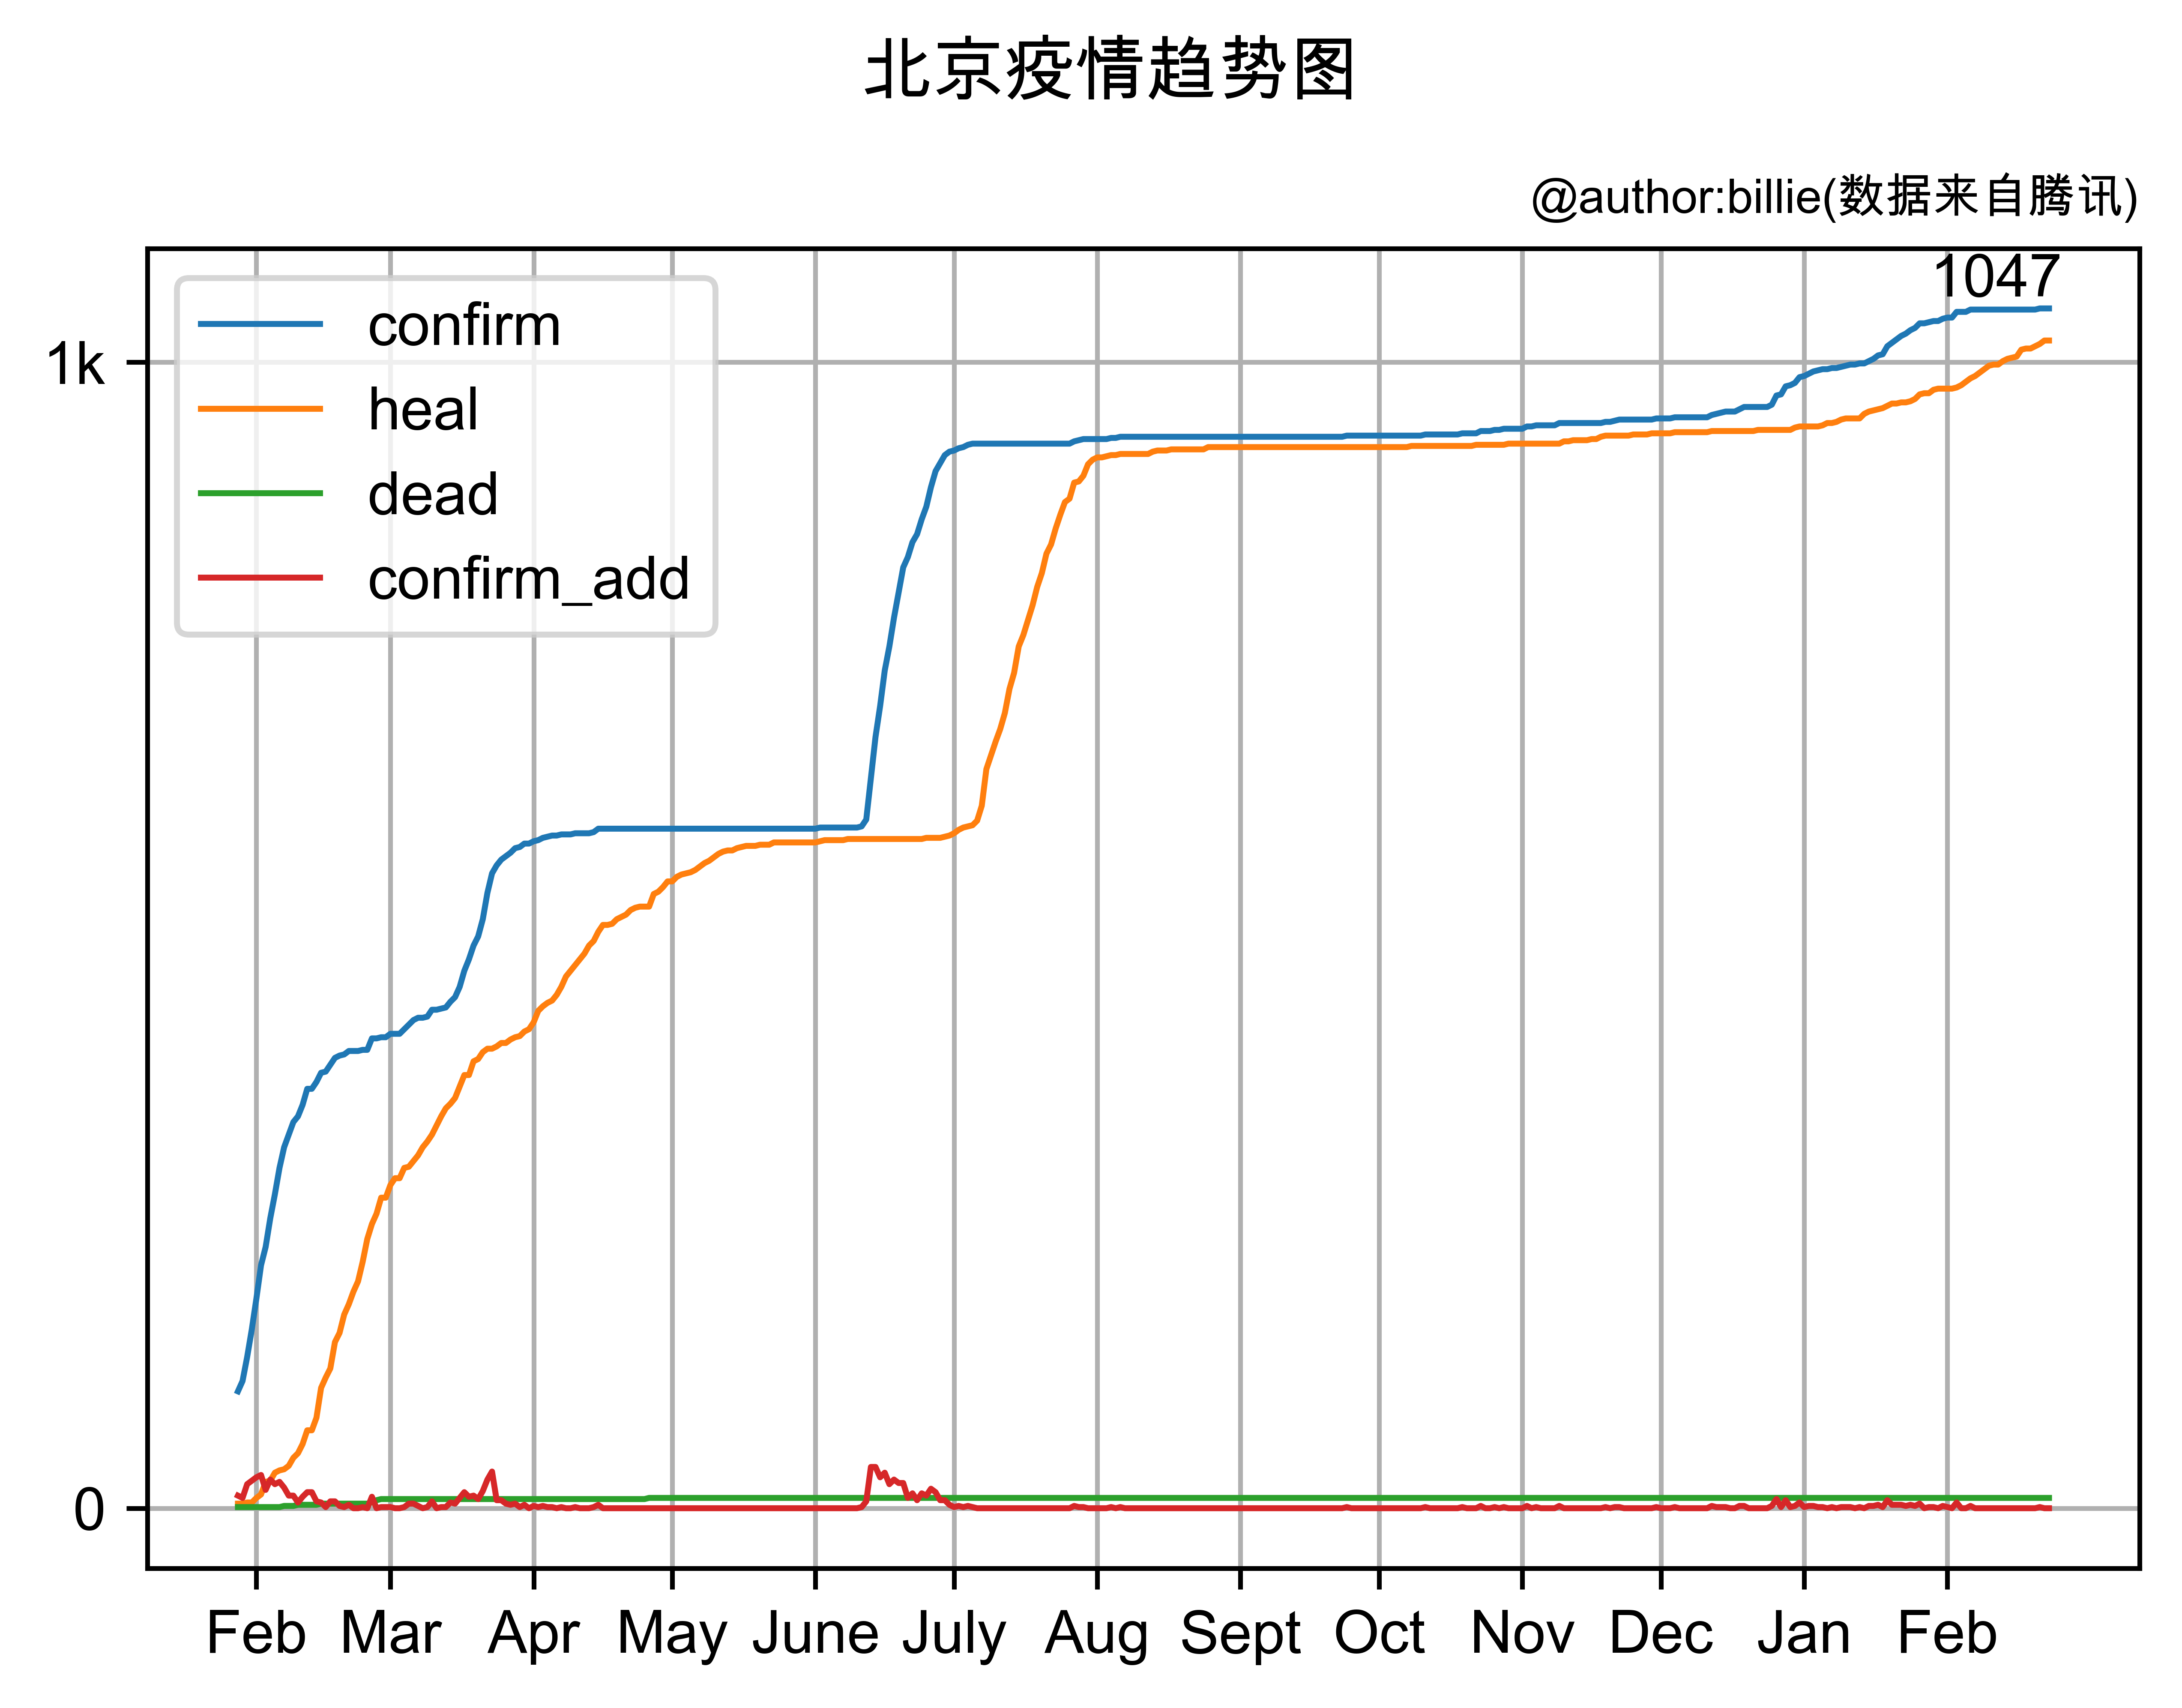 北京疫情趋势图
@author:billie(数据来自腾讯)
1047
confirm
heal
dead
confirm_add
1k
0
Feb Mar Apr May June July Aug Sept Oct Nov Dec Jan Feb